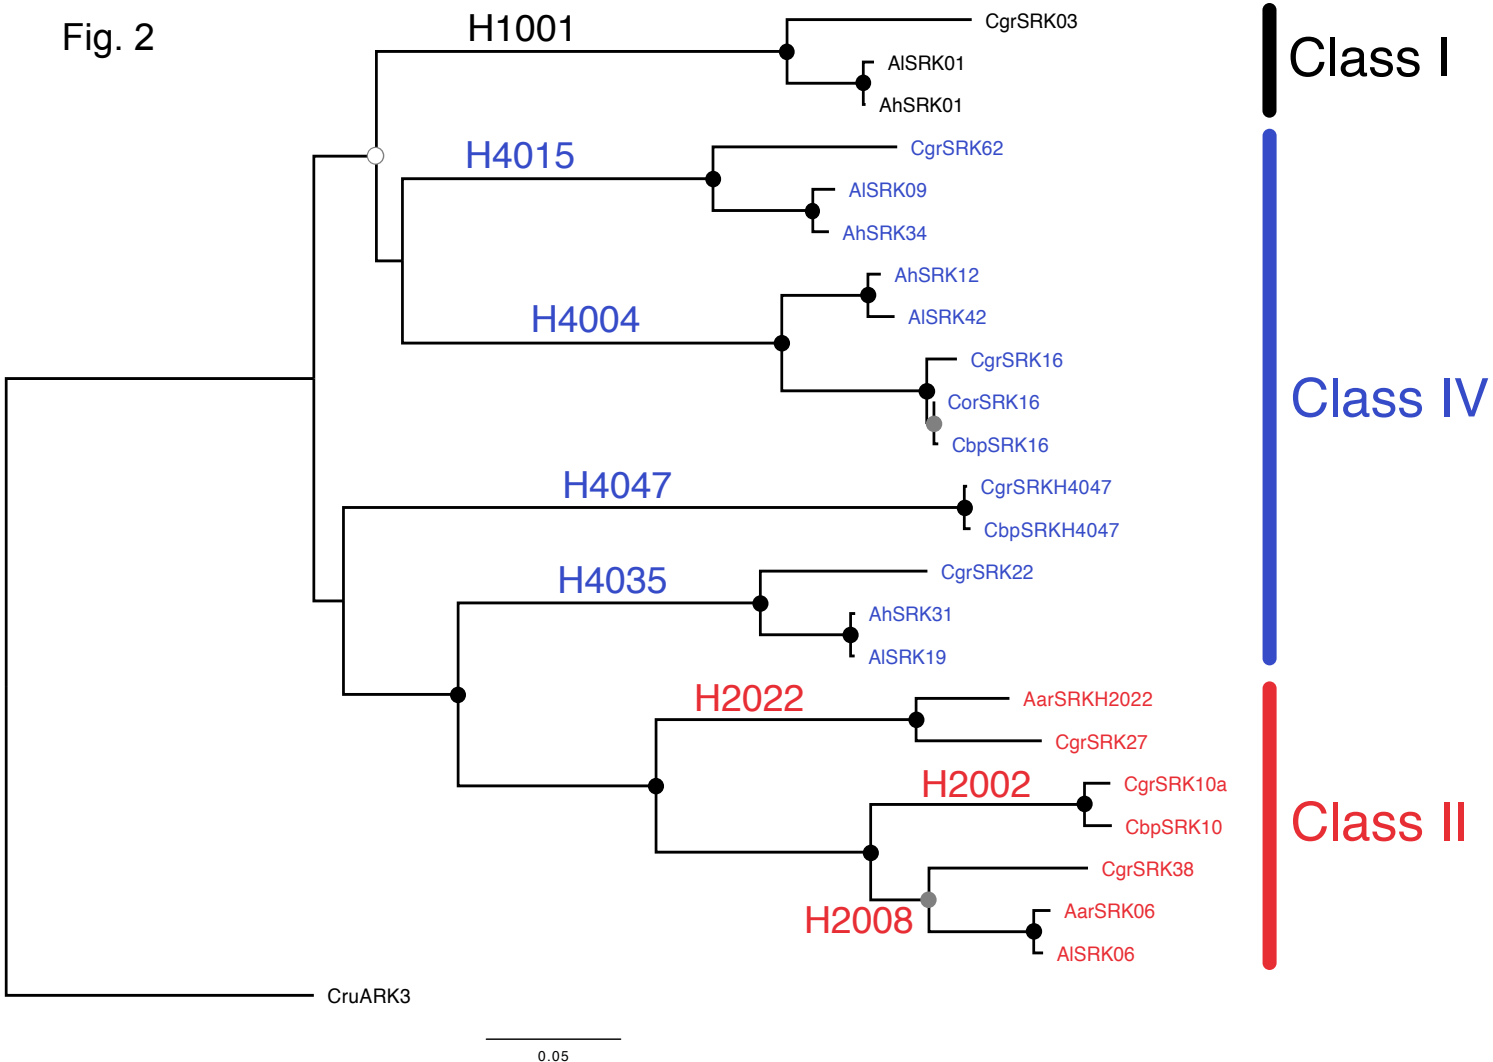 Fig. 2
H1001
CgrSRK03
AlSRK01
AhSRK01
Class I
H4015
CgrSRK62
AlSRK09
AhSRK34
H4004
AhSRK12
AlSRK42
CgrSRK16
CorSRK16
CbpSRK16
Class IV
H4047
CgrSRKH4047
CbpSRKH4047
H4035
CgrSRK22
AhSRK31
AlSRK19
H2022
AarSRKH2022
CgrSRK27
H2002
CgrSRK10a
CbpSRK10
Class II
CgrSRK38
H2008
AarSRK06
AlSRK06
CruARK3
0.05